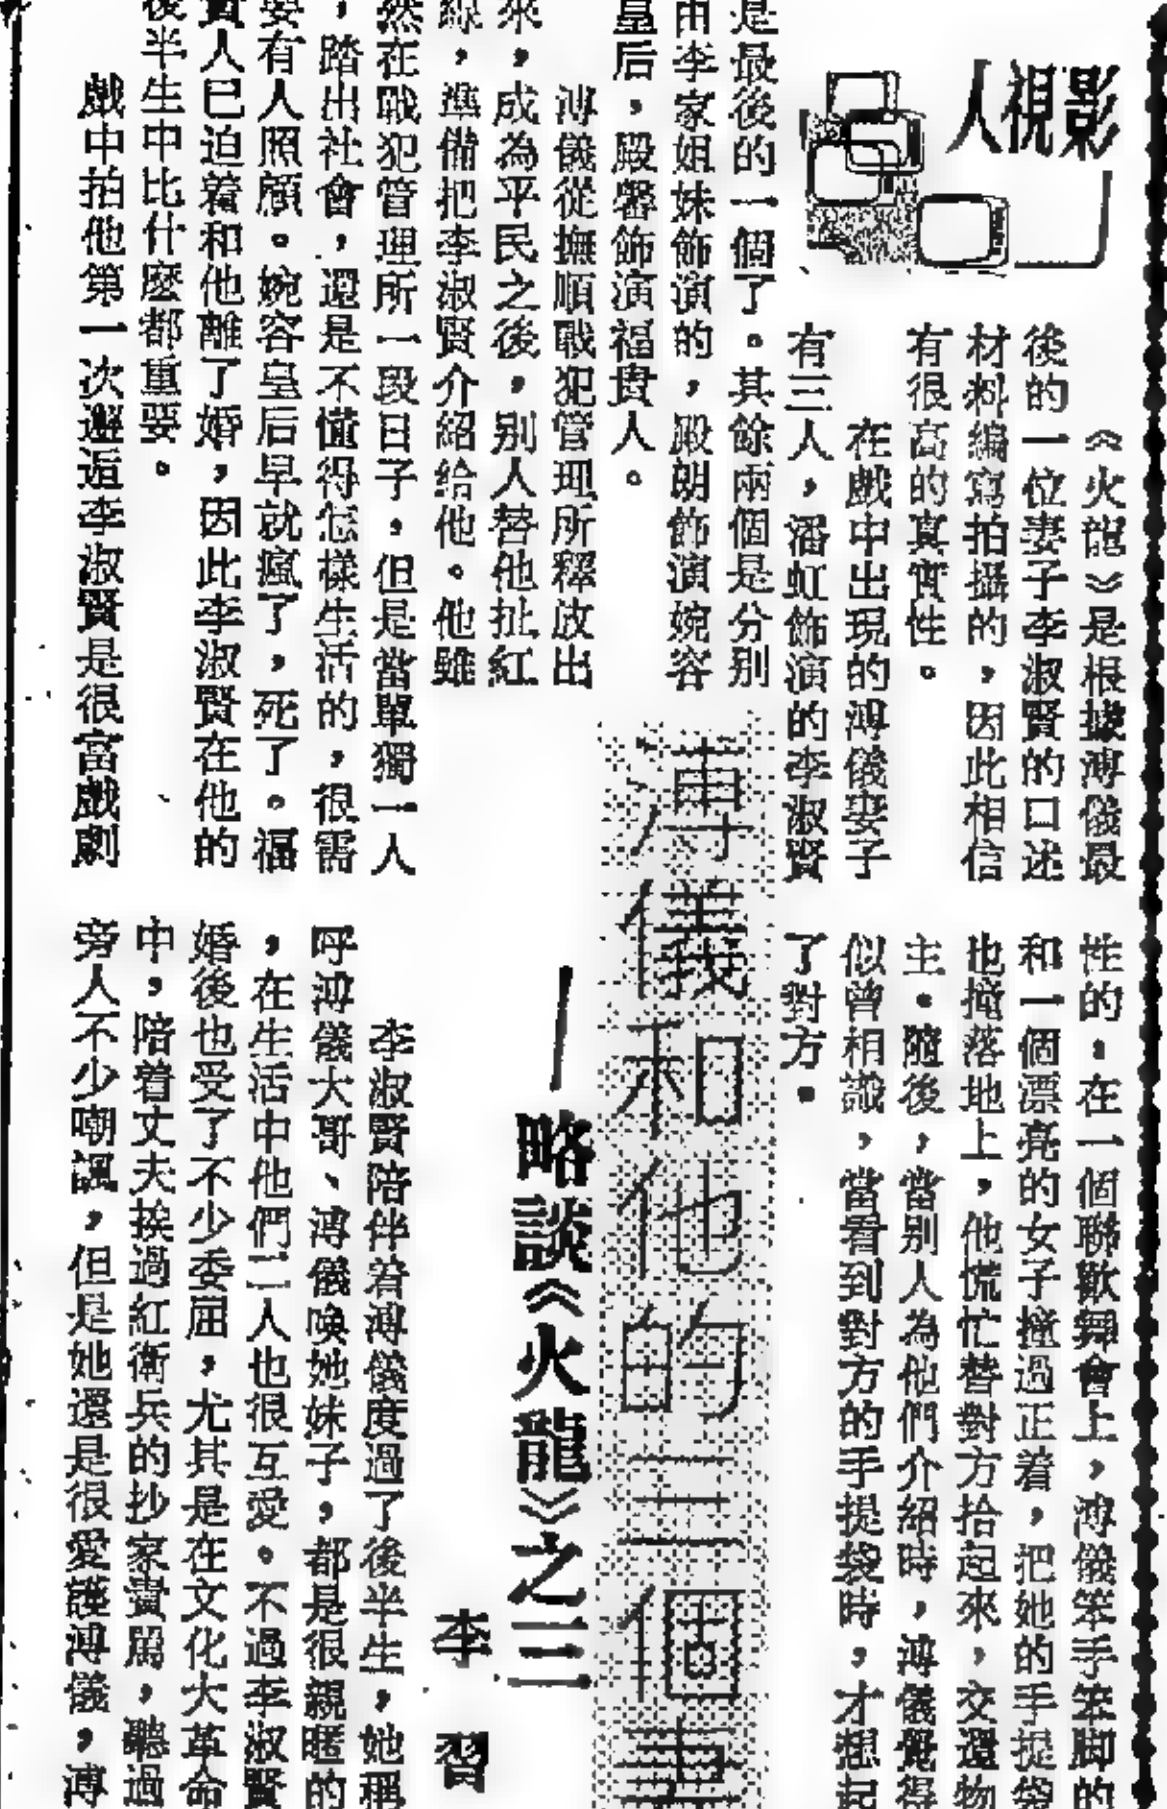 影視人
《火龍》是根據溥儀最
後的一位妻子李淑賢的口述
材料編寫拍攝的，因此相信
有很高的真實性。
在戲中出現的溥儀妻子
有三人，潘虹飾演的李淑賢
是最後的一個了。其餘兩個是分别
由李家姐妹飾演的，殿朗飾演婉容
皇后，殿馨飾演福貴人。
溥儀從撫順戰犯管理所釋放出
來，成為平民之後，别人替他扯紅
線，準備把李淑賢介紹給他。他雖
然在戰犯管理所一段日子，但是當單獨一人
，踏出社會，還是不懂得怎樣生活的，很需
要有人照顧。婉容皇后早就瘋了，死了。福
貴人已迫着和他離了婚，因此李淑賢在他的
後半生中比什麼都重要。
戲中拍他第一次邂逅李淑賢是很富戲劇
性的。在一個聯歡舞會上，溥儀笨手笨脚的
和一個漂亮的女子撞過正着，把她的手提袋
也撞落地上，他慌忙替對方拾起來，交還物
主。隨後，當别人為他們介紹時，溥儀覺得
似曾相識，當看到對方的手提袋時，才想起
了對方。
溥儀和他的三個妻
—略談《火龍》之三
李習
李淑賢陪伴着溥儀度過了後半生，她稱
呼溥儀大哥、溥儀喚她妹子，都是很親暱的
，在生活中他們二人也很互愛。不過李淑賢
婚後也受了不少委屈，尤其是在文化大革命
中，陪着丈夫挨過紅衛兵的抄家責駡，聽過
旁人不少嘲諷，但是她還是很愛護溥儀，溥